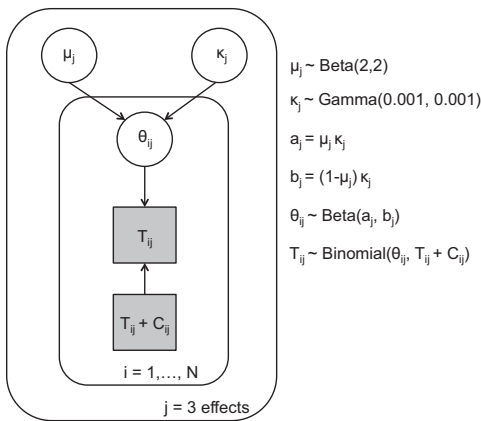 μj
κj
θij
Tij
Tij + Cij
i = 1,..., N
j = 3 effects
μj ~ Beta(2,2)
κj ~ Gamma(0.001, 0.001)
aj = μj κj
bj = (1-μj) κj
θij ~ Beta(aj, bj)
Tij ~ Binomial(θij, Tij + Cij)